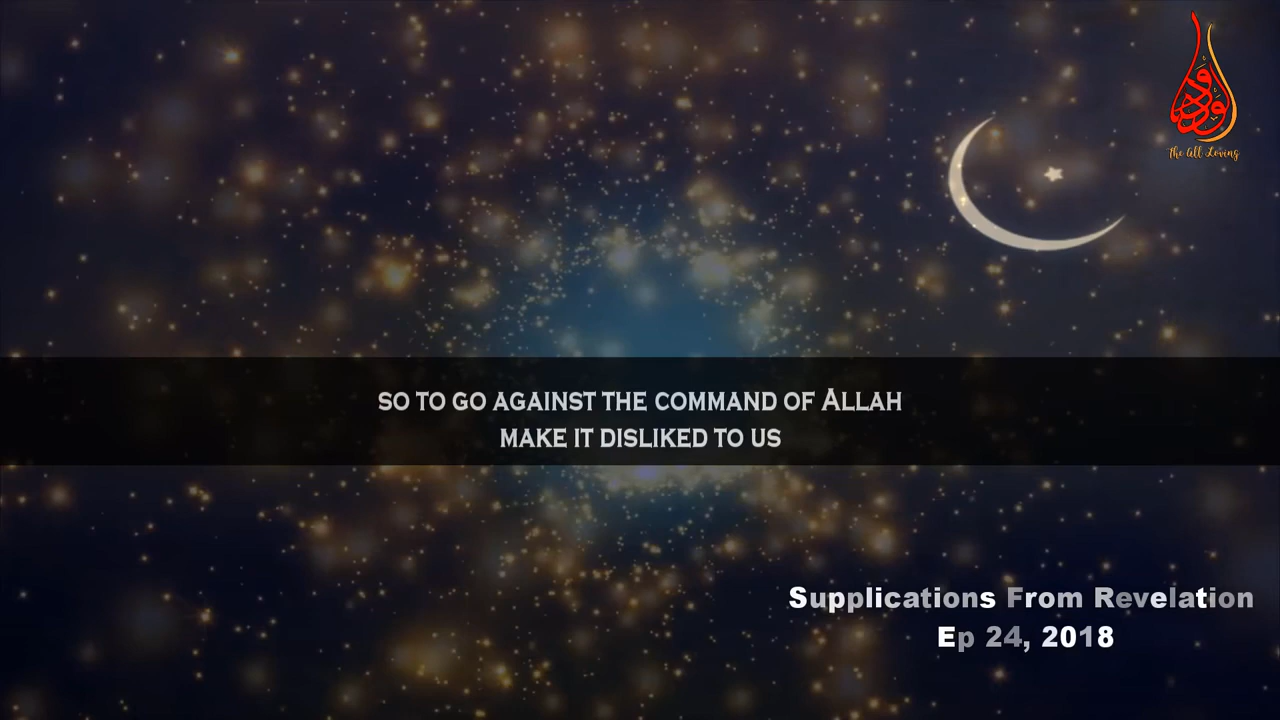 الودود
The All Loving
so to go against the command of Allah
make it disliked to us
Supplications From Revelation
Ep 24, 2018